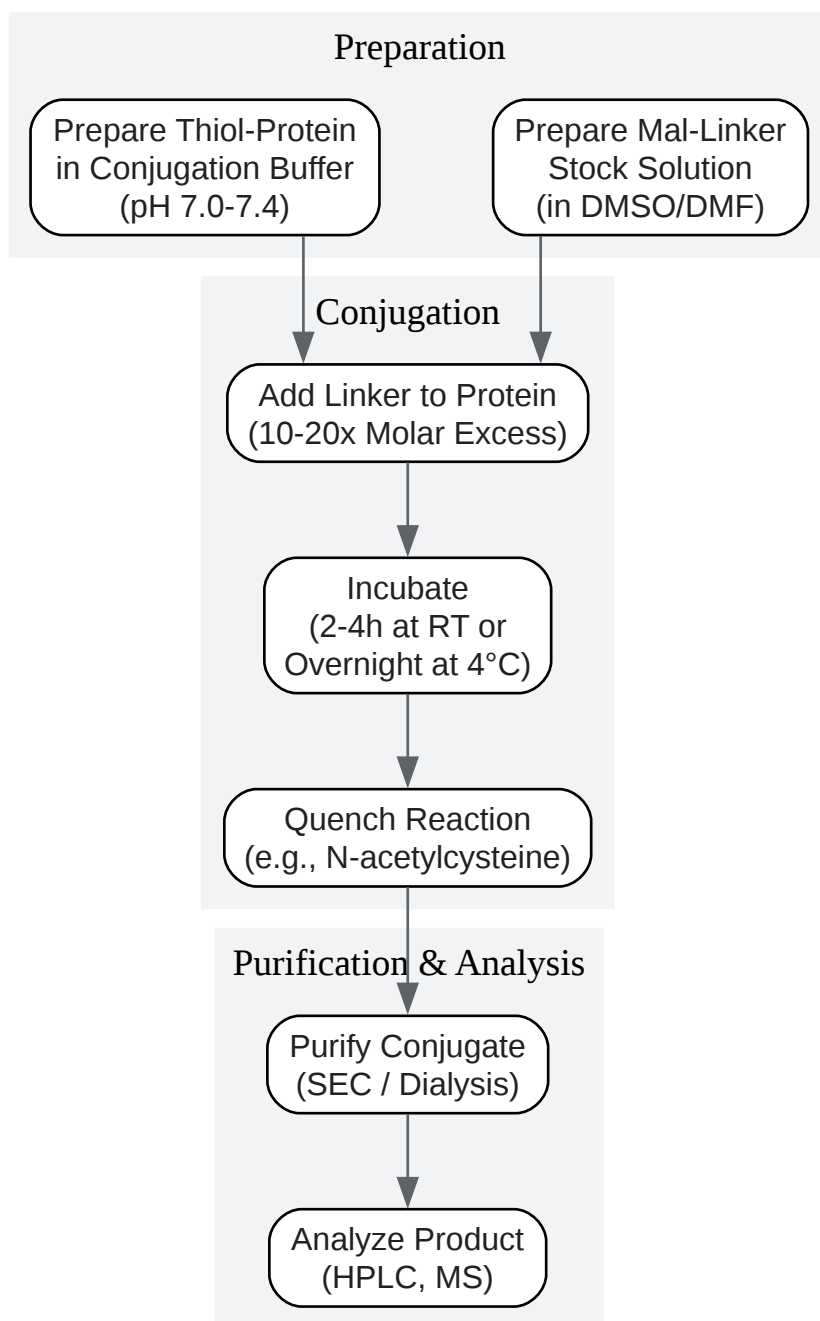 Preparation
Prepare Thiol-Protein
in Conjugation Buffer
(pH 7.0-7.4)
Prepare Mal-Linker
Stock Solution
(in DMSO/DMF)
Conjugation
Add Linker to Protein
(10-20x Molar Excess)
Incubate
(2-4h at RT or
Overnight at 4°C)
Quench Reaction
(e.g., N-acetylcysteine)
Purification & Analysis
Purify Conjugate
(SEC / Dialysis)
Analyze Product
(HPLC, MS)